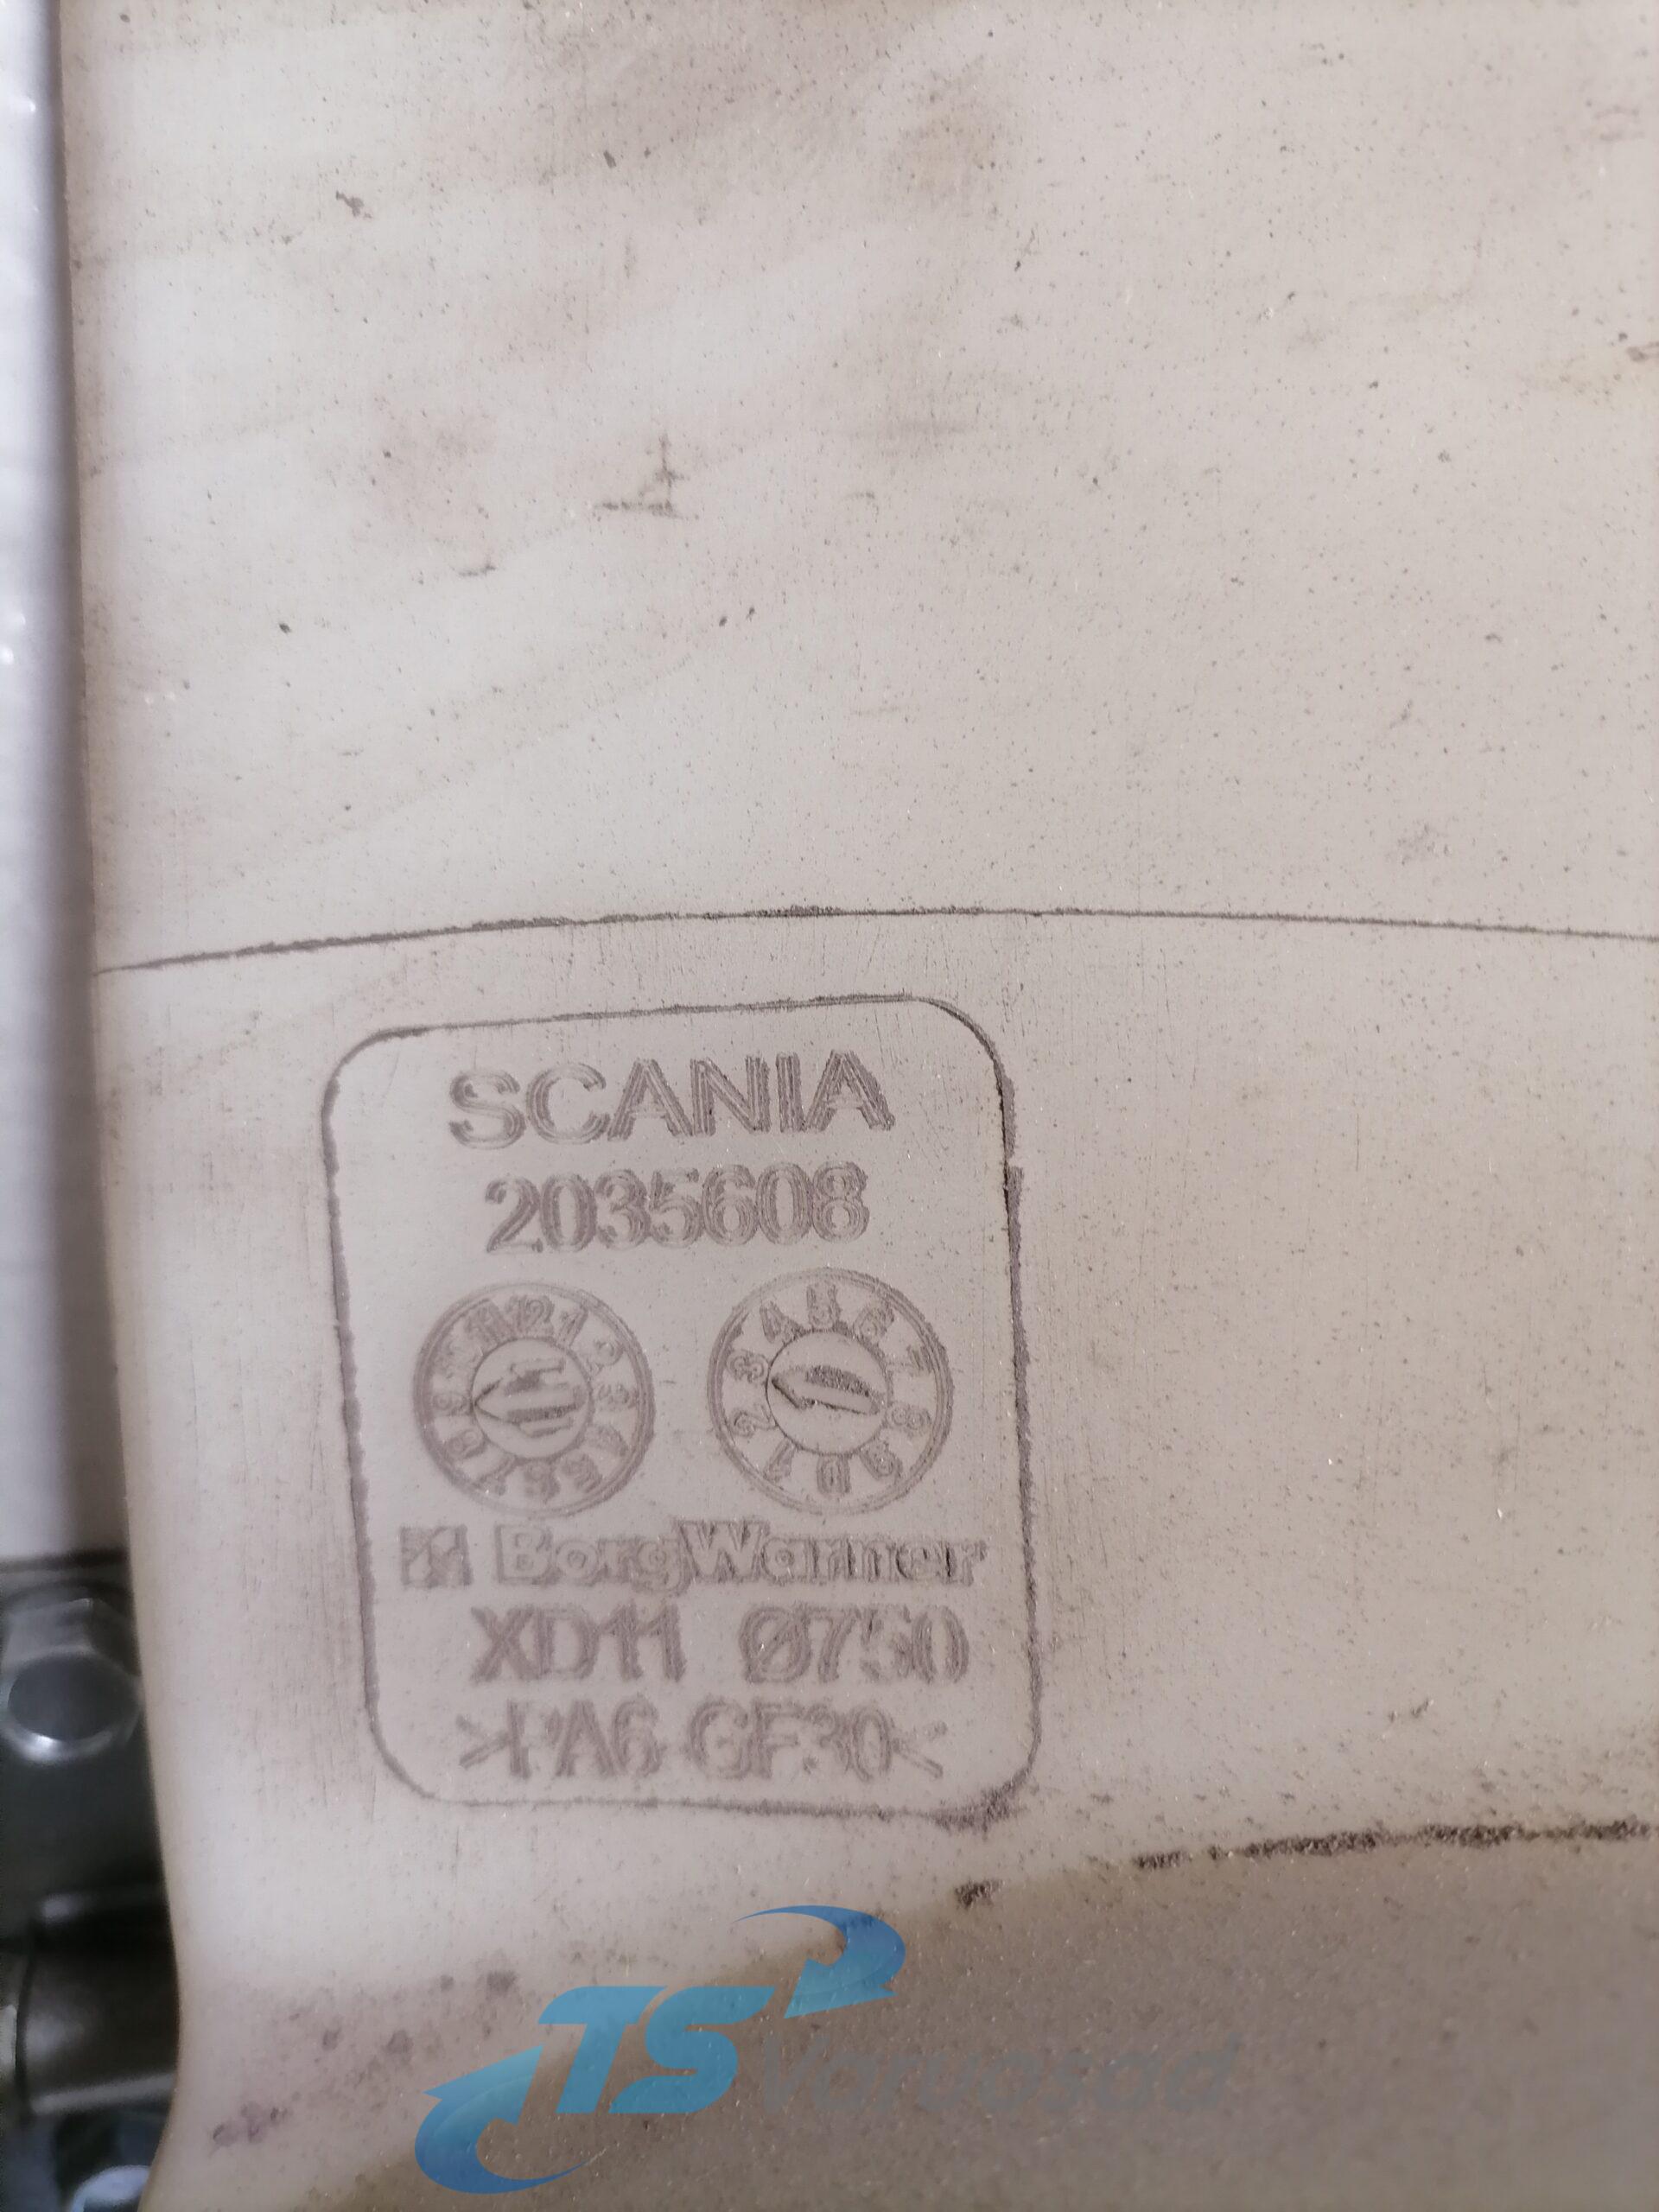 SCANIA
2035608
BorgWarner
XD11 Ø750
>PA6-GF30<
TS Varuosad